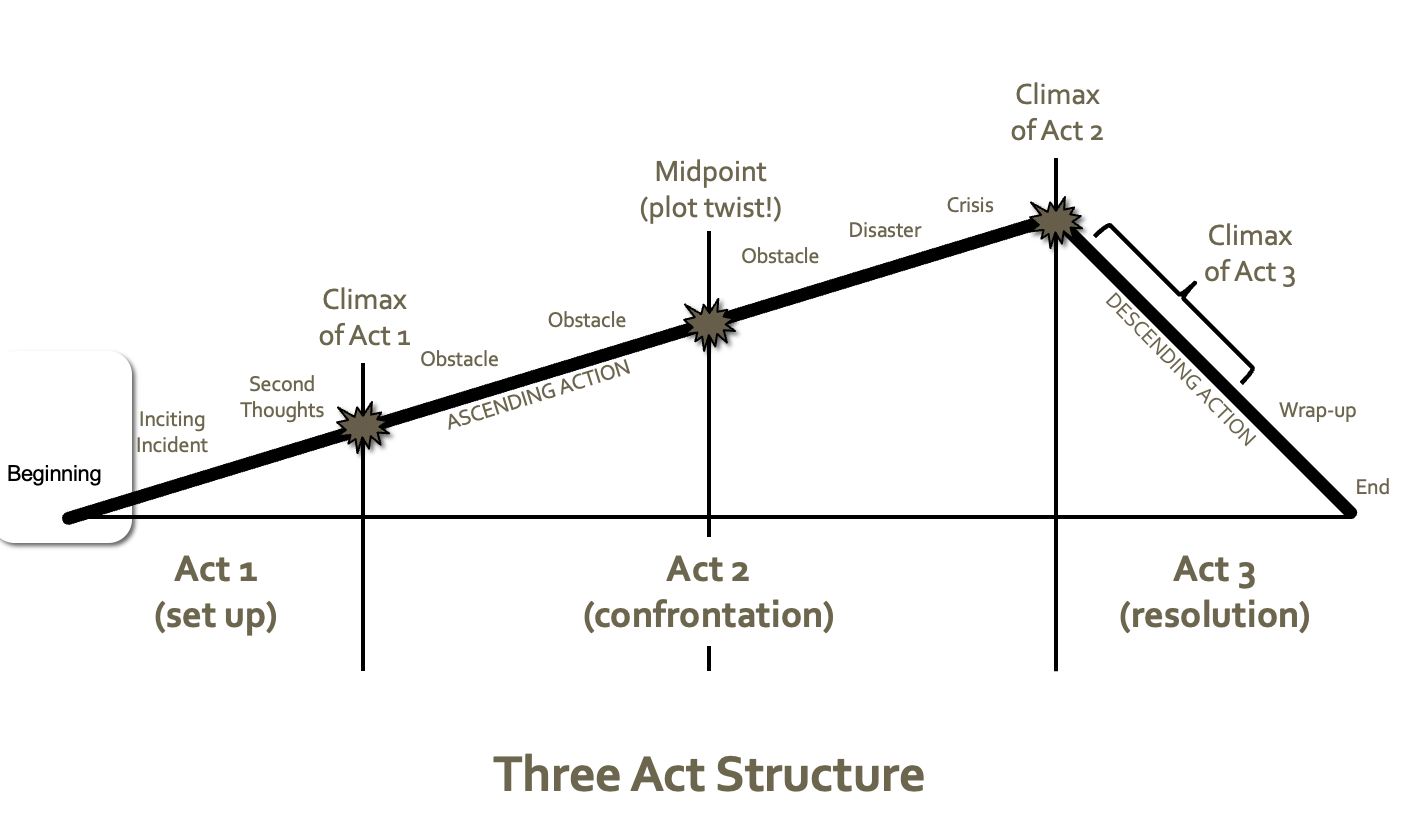 Climax
of Act 2
Midpoint
(plot twist!)
Crisis
Disaster
Obstacle
Climax
of Act 3
Climax
of Act 1
Obstacle
Obstacle
ASCENDING ACTION
DESCENDING ACTION
Second
Thoughts
Inciting
Incident
Beginning
Wrap-up
End
Act 1
(set up)
Act 2
(confrontation)
Act 3
(resolution)
Three Act Structure